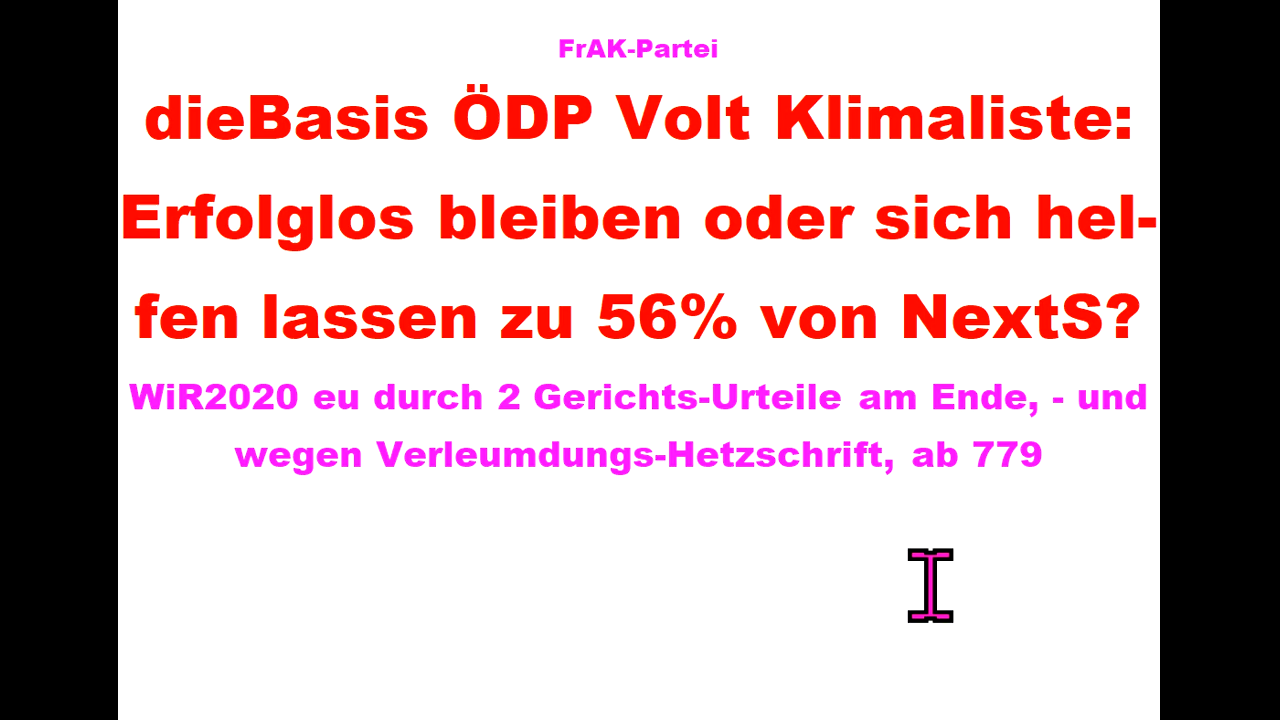 FrAK-Partei
dieBasis ÖDP Volt Klimaliste:
Erfolglos bleiben oder sich hel-
fen lassen zu 56% von NextS?
WiR2020 eu durch 2 Gerichts-Urteile am Ende, - und
wegen Verleumdungs-Hetzschrift, ab 779